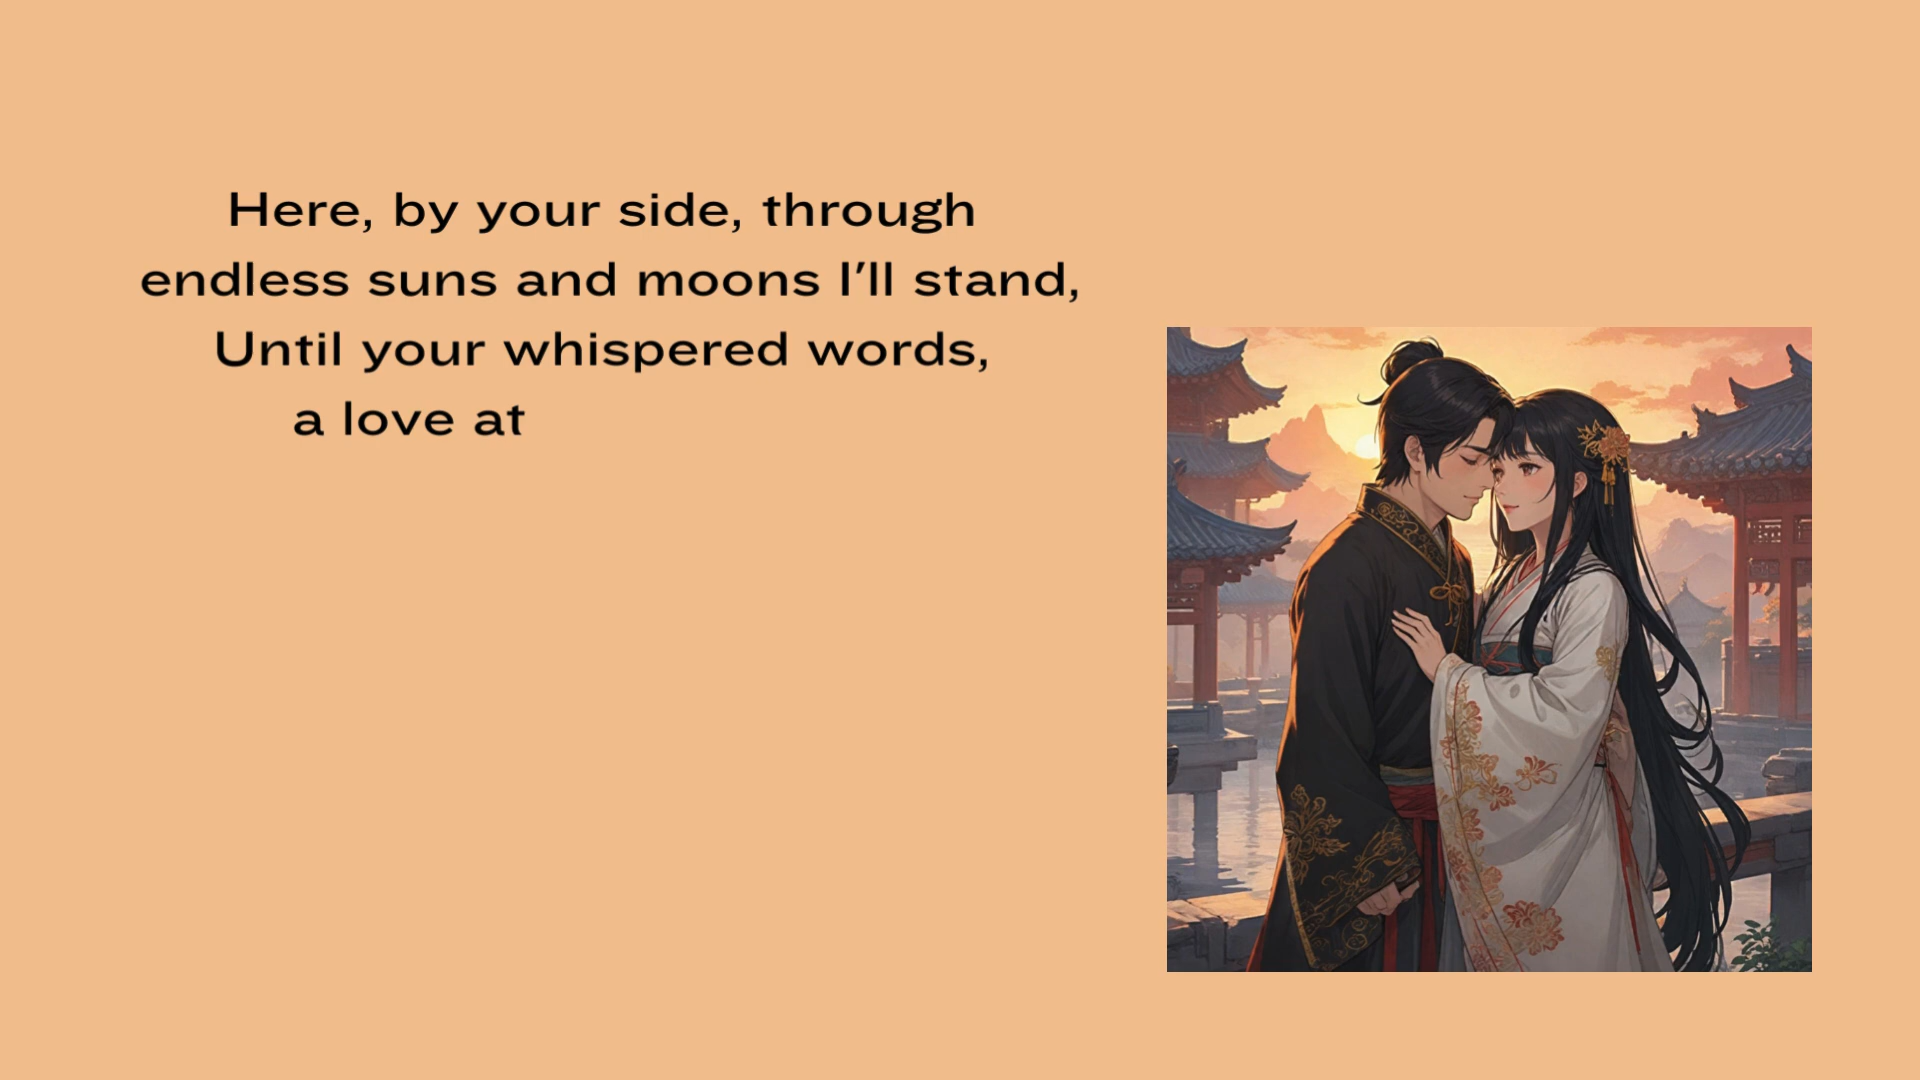 Here, by your side, through
endless suns and moons I'll stand,
Until your whispered words,
a love at